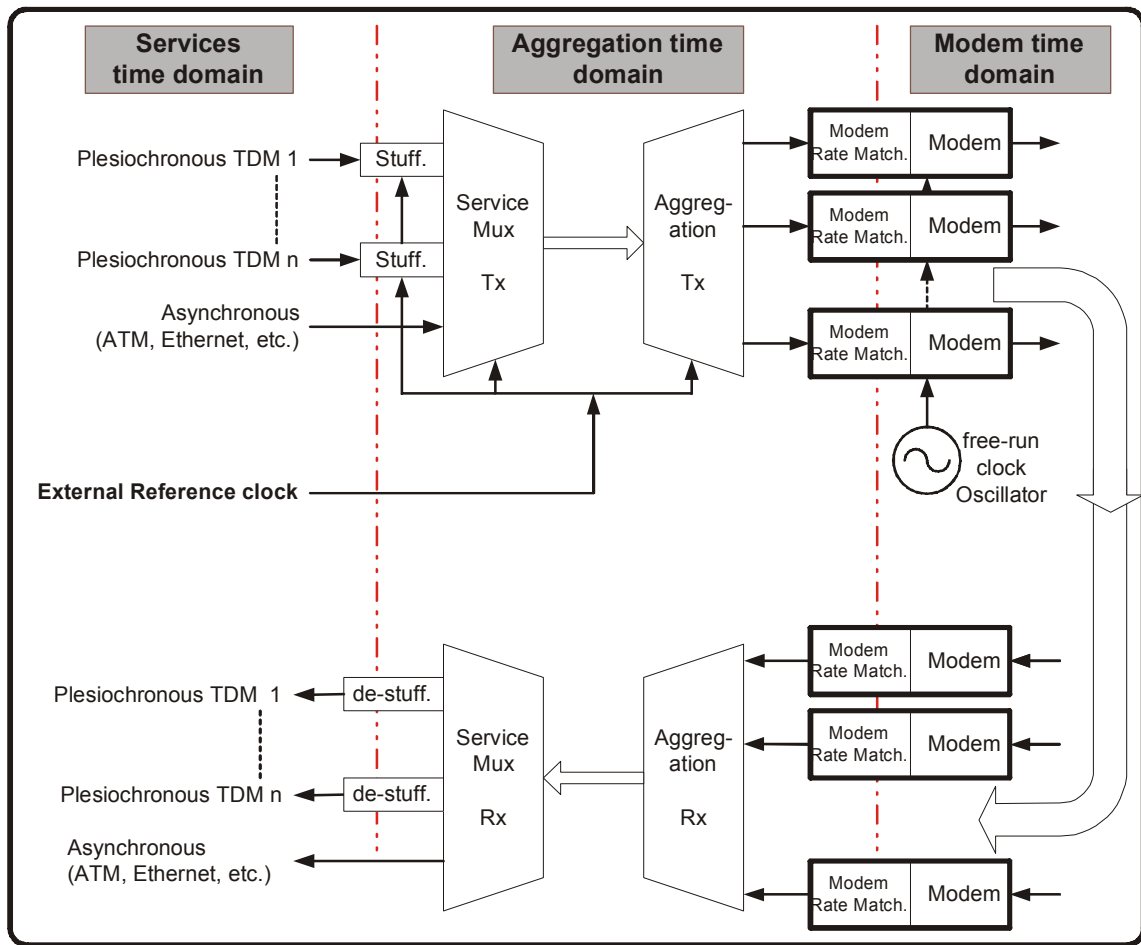 Services
time domain
Aggregation time
domain
Modem time
domain
Plesiochronous TDM 1
Stuff.
Plesiochronous TDM n
Stuff.
Asynchronous
(ATM, Ethernet, etc.)
Service
Mux
Tx
Aggreg-
ation
Tx
Modem
Rate Match.
Modem
Modem
Rate Match.
Modem
Modem
Rate Match.
Modem
free-run
clock
Oscillator
External Reference clock
Plesiochronous TDM 1
de-stuff.
Plesiochronous TDM n
de-stuff.
Asynchronous
(ATM, Ethernet, etc.)
Service
Mux
Rx
Aggreg-
ation
Rx
Modem
Rate Match.
Modem
Modem
Rate Match.
Modem
Modem
Rate Match.
Modem